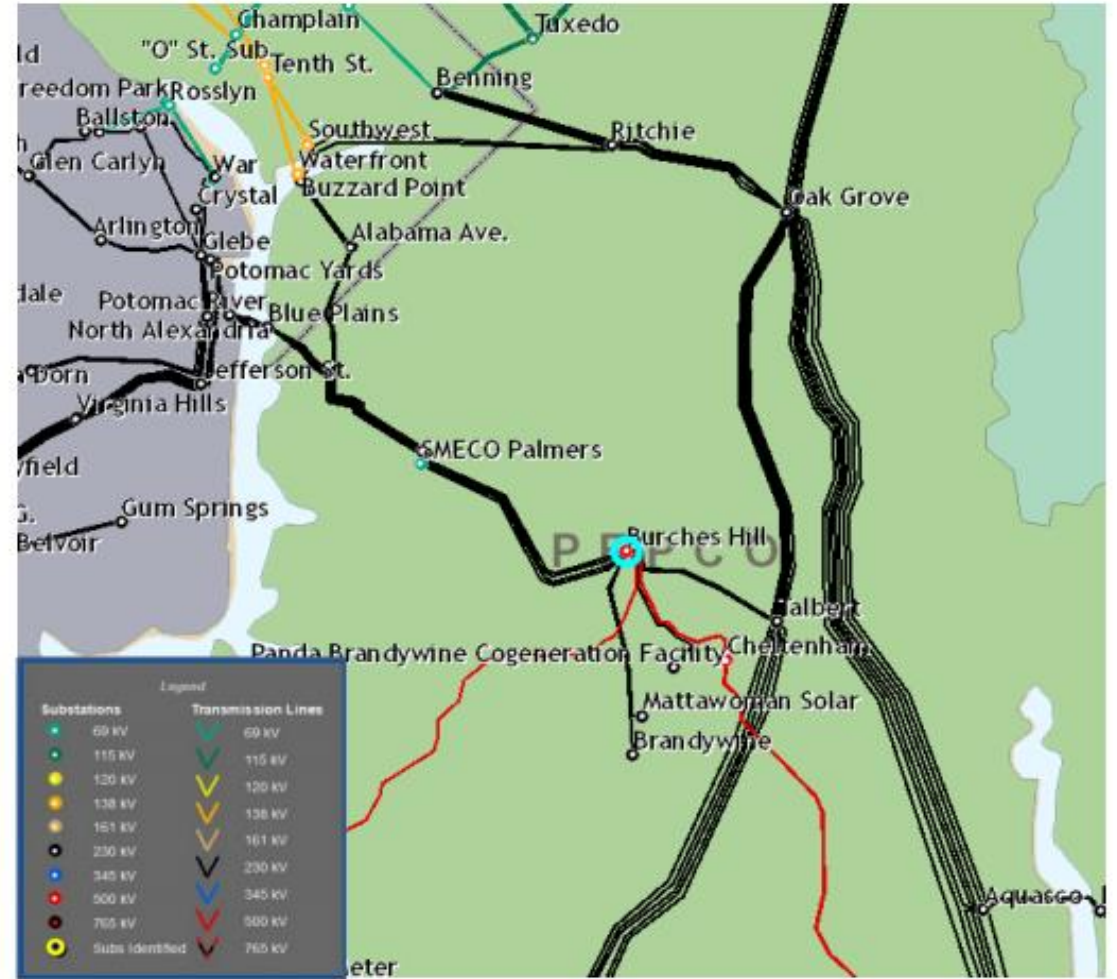 Champlain
Tuxedo
"O" St. Sub
Tenth St.
Benning
reedom Park
Rosslyn
Ballston
Southwest
Ritchie
Glen Carlyn
War
Waterfront
Crystal
Buzzard Point
Oak Grove
Arlington
Glebe
Alabama Ave.
Potomac Yards
dale
Potomac River
Blue Plains
North Alexandria
Jefferson St.
Dorn
Virginia Hills
SMECO Palmers
yfield
Gum Springs
G.
Belvoir
Burches Hill
PEPCO
Talbert
Panda Brandywine Cogeneration Facility
Cheltenham
Mattawoman Solar
Brandywine
Aquasco
eter
Legend
Substations Transmission Lines
69 kV 69 kV
115 kV 115 kV
120 kV 120 kV
138 kV 138 kV
161 kV 161 kV
230 kV 230 kV
345 kV 345 kV
500 kV 500 kV
765 kV 765 kV
Subs Identified